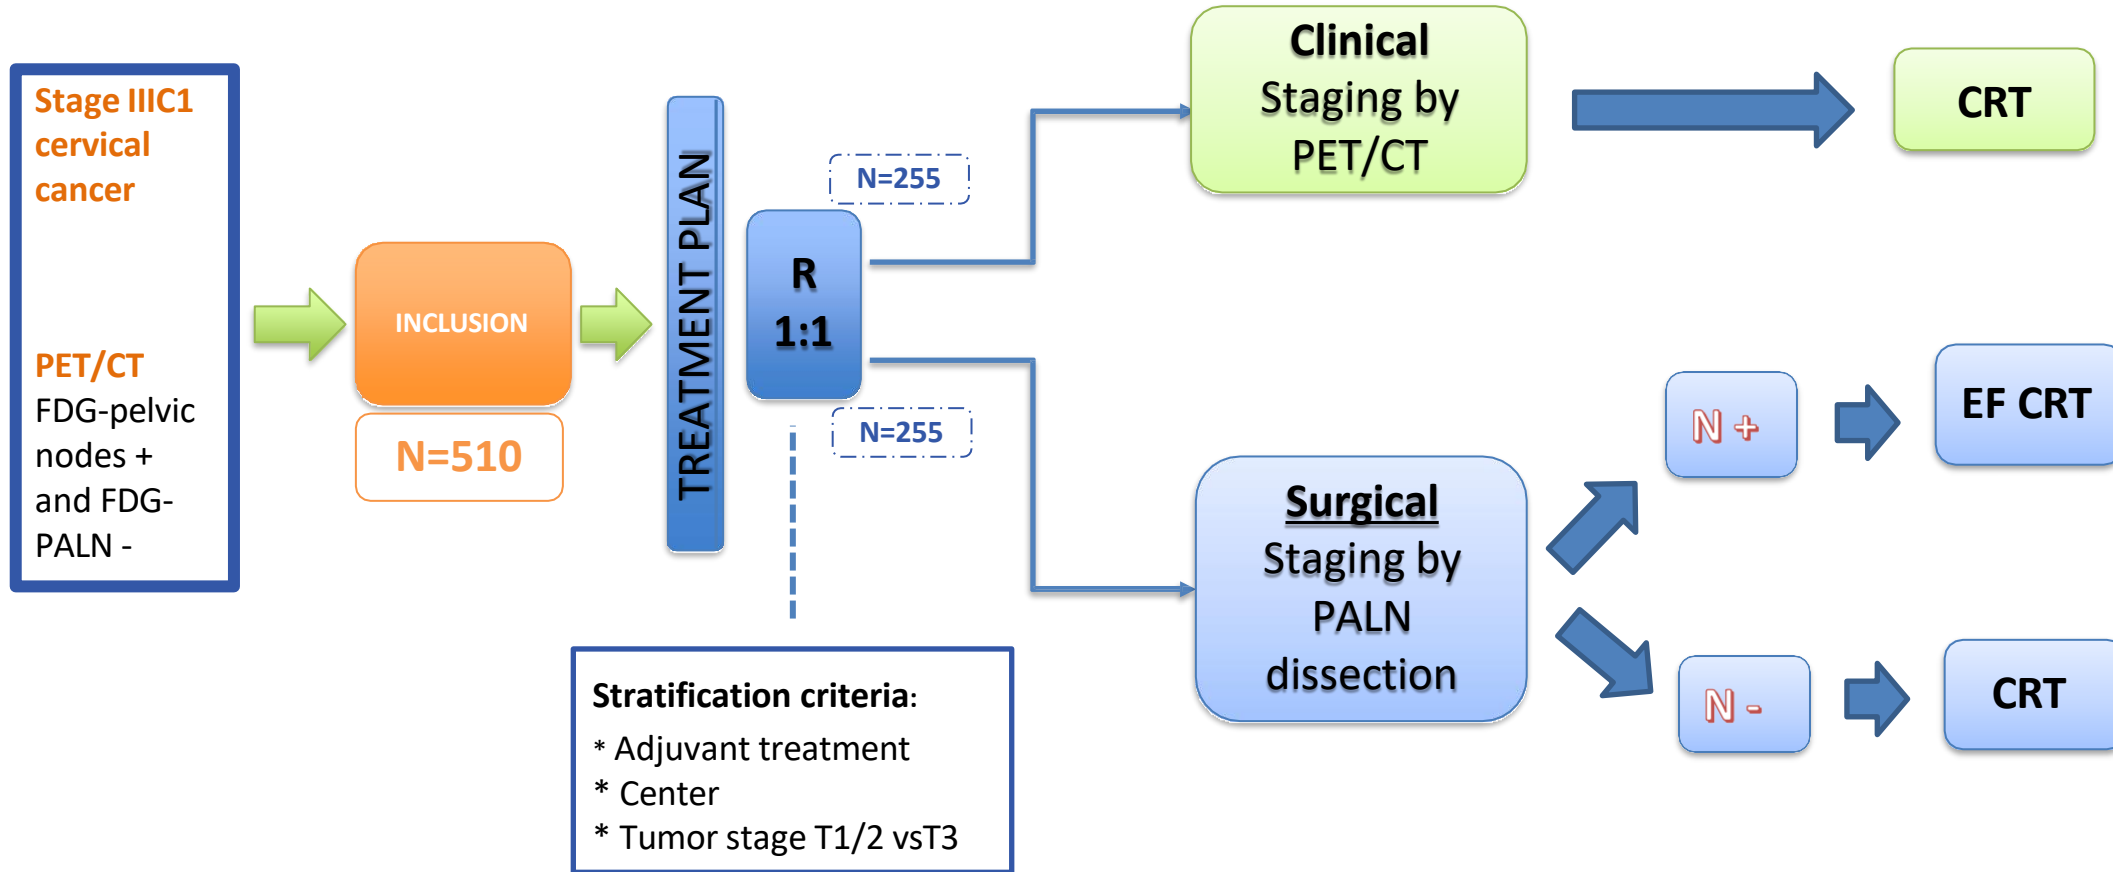 Stage IIIC1
cervical
cancer
PET/CT
FDG-pelvic
nodes +
and FDG-
PALN -
INCLUSION
N=510
TREATMENT PLAN
R
1:1
N=255
N=255
Stratification criteria:
* Adjuvant treatment
* Center
* Tumor stage T1/2 vsT3
Clinical
Staging by
PET/CT
CRT
Surgical
Staging by
PALN
dissection
N +
EF CRT
N -
CRT